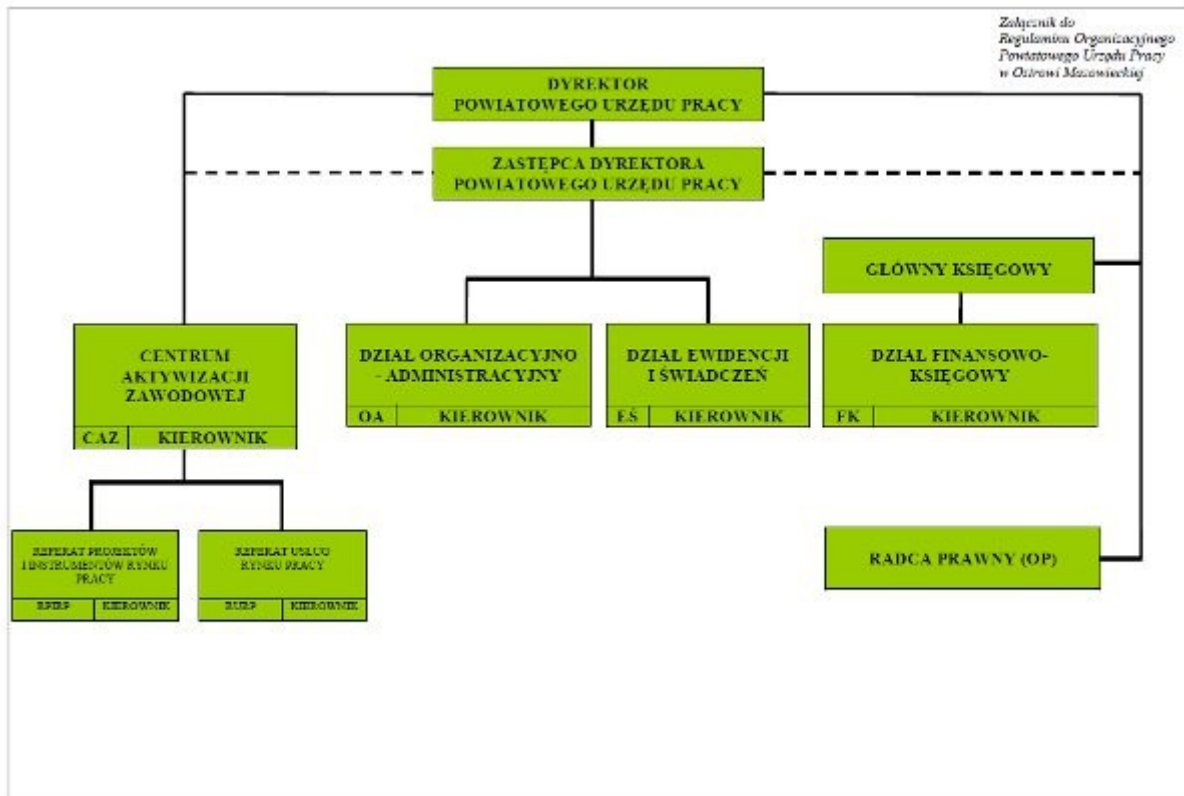 Załącznik do
Regulaminu Organizacyjnego
Powiatowego Urzędu Pracy
w Ostrowi Mazowieckiej
DYREKTOR
POWIATOWEGO URZĘDU PRACY
ZASTĘPCA DYREKTORA
POWIATOWEGO URZĘDU PRACY
GŁÓWNY KSIĘGOWY
CENTRUM
AKTYWIZACJI
ZAWODOWEJ
CAZ KIEROWNIK
DZIAŁ ORGANIZACYJNO
- ADMINISTRACYJNY
OA KIEROWNIK
DZIAŁ EWIDENCJI
I ŚWIADCZEŃ
EŚ KIEROWNIK
DZIAŁ FINANSOWO-
KSIĘGOWY
FK KIEROWNIK
REFERAT PROJEKTÓW
I INSTRUMENTÓW RYNKU
PRACY
RPIRP KIEROWNIK
REFERAT USŁUG
RYNKU PRACY
RURP KIEROWNIK
RADCA PRAWNY (OP)